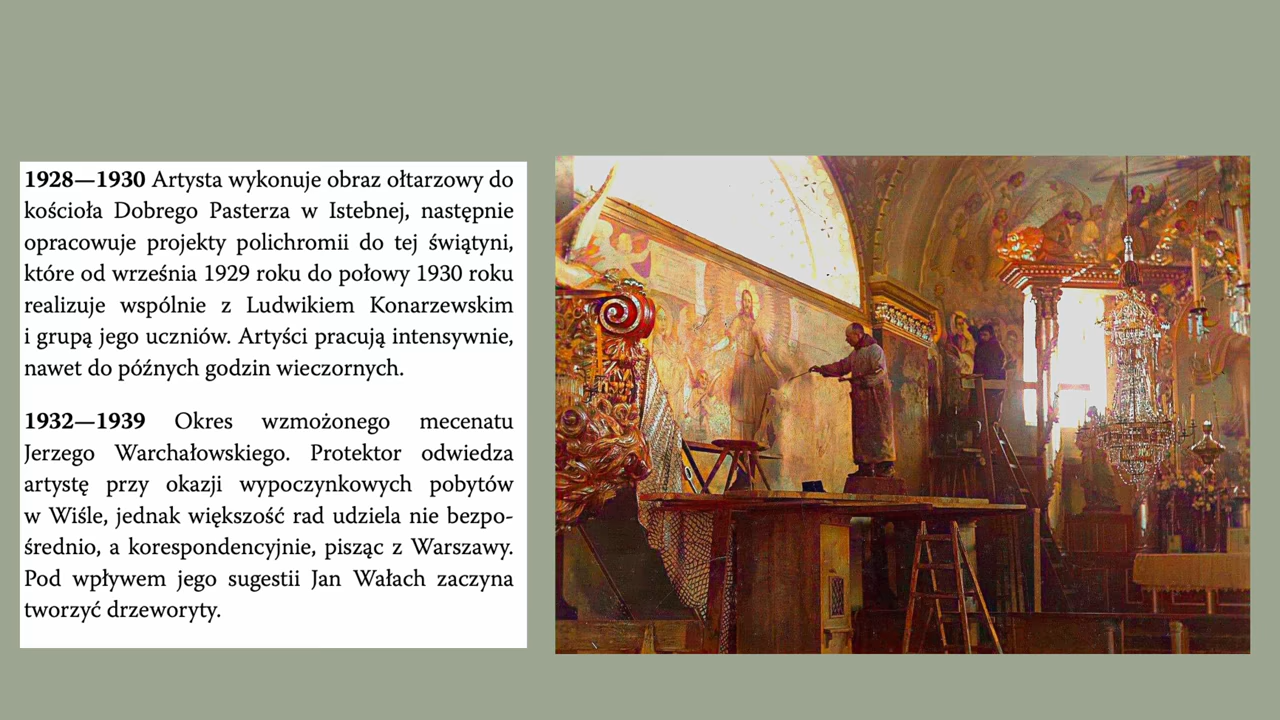 1928—1930 Artysta wykonuje obraz ołtarzowy do
kościoła Dobrego Pasterza w Istebnej, następnie
opracowuje projekty polichromii do tej świątyni,
które od września 1929 roku do połowy 1930 roku
realizuje wspólnie z Ludwikiem Konarzewskim
i grupą jego uczniów. Artyści pracują intensywnie,
nawet do późnych godzin wieczornych.
1932—1939 Okres wzmożonego mecenatu
Jerzego Warchałowskiego. Protektor odwiedza
artystę przy okazji wypoczynkowych pobytów
w Wiśle, jednak większość rad udziela nie bezpo-
średnio, a korespondencyjnie, pisząc z Warszawy.
Pod wpływem jego sugestii Jan Wałach zaczyna
tworzyć drzeworyty.